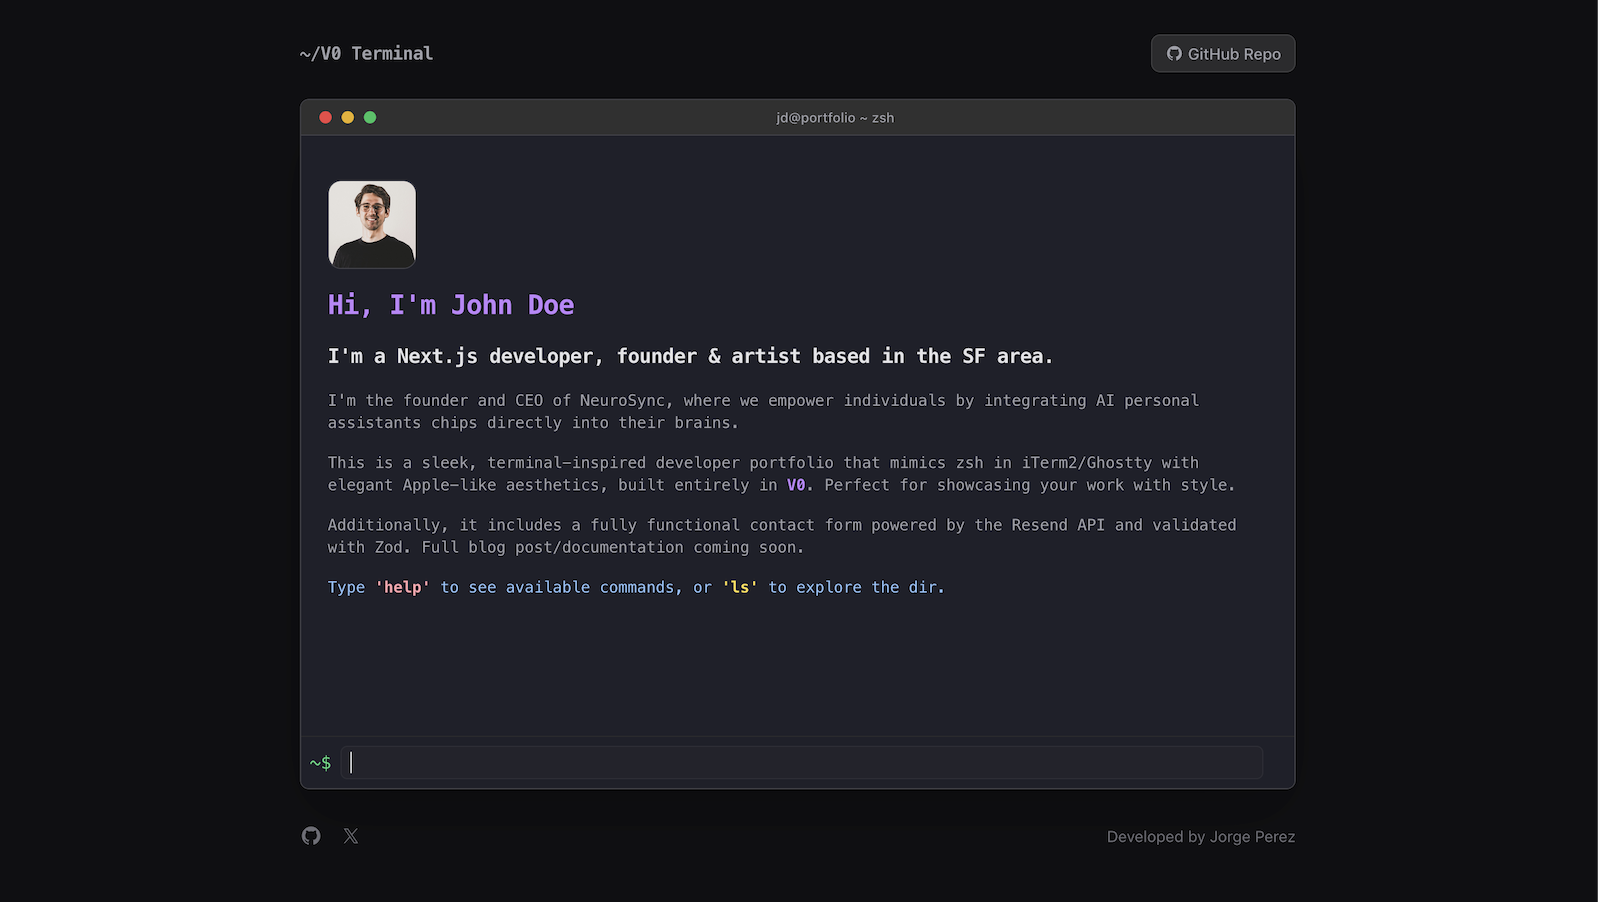 ~/V0 Terminal
GitHub Repo
jd@portfolio ~ zsh
Hi, I'm John Doe
I'm a Next.js developer, founder & artist based in the SF area.
I'm the founder and CEO of NeuroSync, where we empower individuals by integrating AI personal
assistants chips directly into their brains.
This is a sleek, terminal-inspired developer portfolio that mimics zsh in iTerm2/Ghostty with
elegant Apple-like aesthetics, built entirely in V0. Perfect for showcasing your work with style.
Additionally, it includes a fully functional contact form powered by the Resend API and validated
with Zod. Full blog post/documentation coming soon.
Type 'help' to see available commands, or 'ls' to explore the dir.
~$
Developed by Jorge Perez